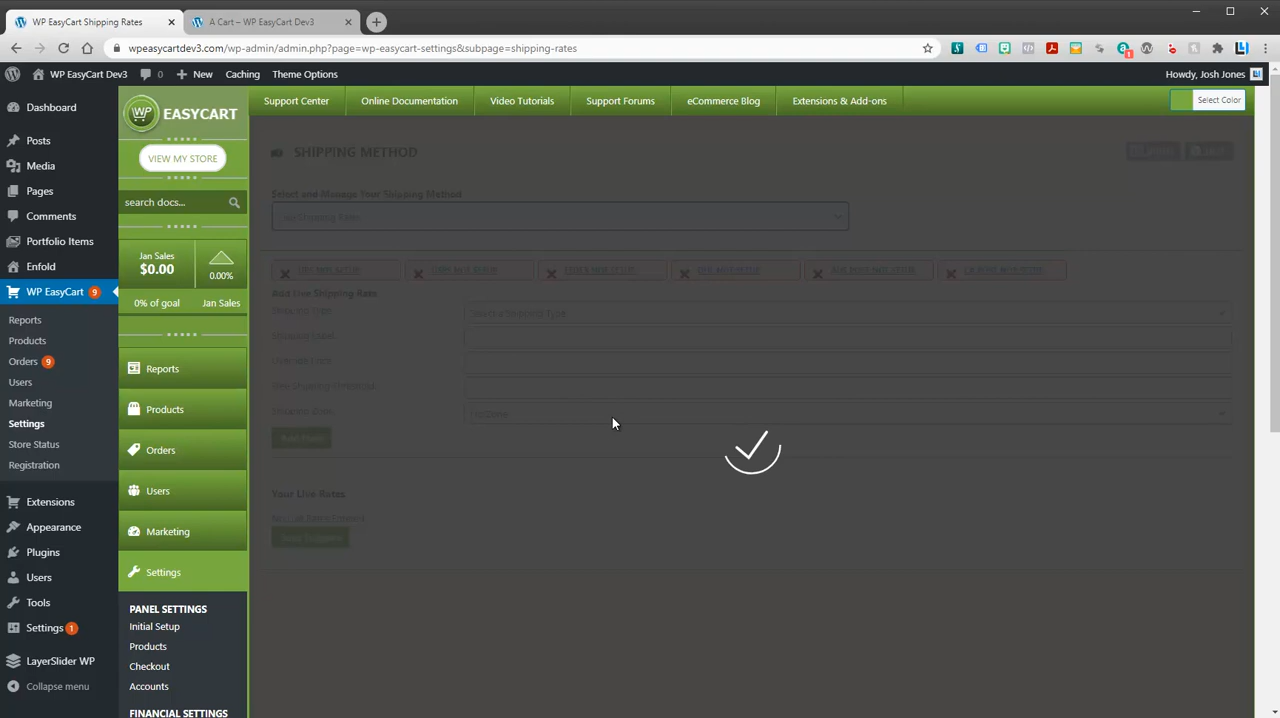 WP EasyCart Shipping Rates
A Cart – WP EasyCart Dev3
wpeasycartdev3.com/wp-admin/admin.php?page=wp-easycart-settings&subpage=shipping-rates
WP EasyCart Dev3
0
New
Caching
Theme Options
Howdy, Josh Jones
Dashboard
Posts
Media
Pages
Comments
Portfolio Items
Enfold
WP EasyCart 9
Reports
Products
Orders 9
Users
Marketing
Settings
Store Status
Registration
Extensions
Appearance
Plugins
Users
Tools
Settings 1
LayerSlider WP
Collapse menu
WP EASYCART
VIEW MY STORE
search docs...
Jan Sales
$0.00
0.00%
0% of goal
Jan Sales
Reports
Products
Orders
Users
Marketing
Settings
PANEL SETTINGS
Initial Setup
Products
Checkout
Accounts
FINANCIAL SETTINGS
Support Center
Online Documentation
Video Tutorials
Support Forums
eCommerce Blog
Extensions & Add-ons
Select Color
SHIPPING METHOD
Select and Manage Your Shipping Method
Add Live Shipping Rate
Select a Shipping Type
Your Live Rates